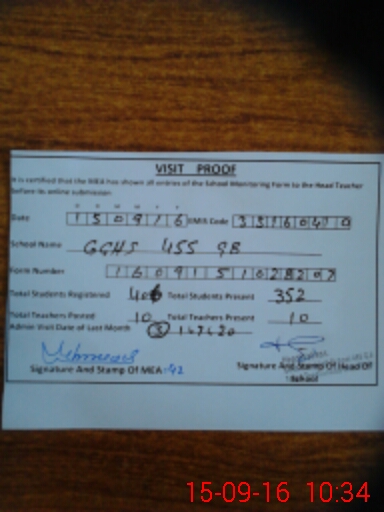 VISIT PROOF
It is certified that the MEA has shown all entries of the School Monitoring Form to the Head Teacher
before its online submission
D D M M Y Y
Date 1 5 0 9 1 6 EMIS Code 3 3 1 6 0 4 7 0
School Name GGHS 455 GB
Form Number 1 6 0 9 1 5 1 0 2 8 2 0 7
Total Students Registered 406 Total Students Present 352
Total Teachers Posted 10 Total Teachers Present 10
Admin Visit Date of Last Month
Signature And Stamp Of MEA: 42 Signature And Stamp Of Head Of
School
15-09-16 10:34